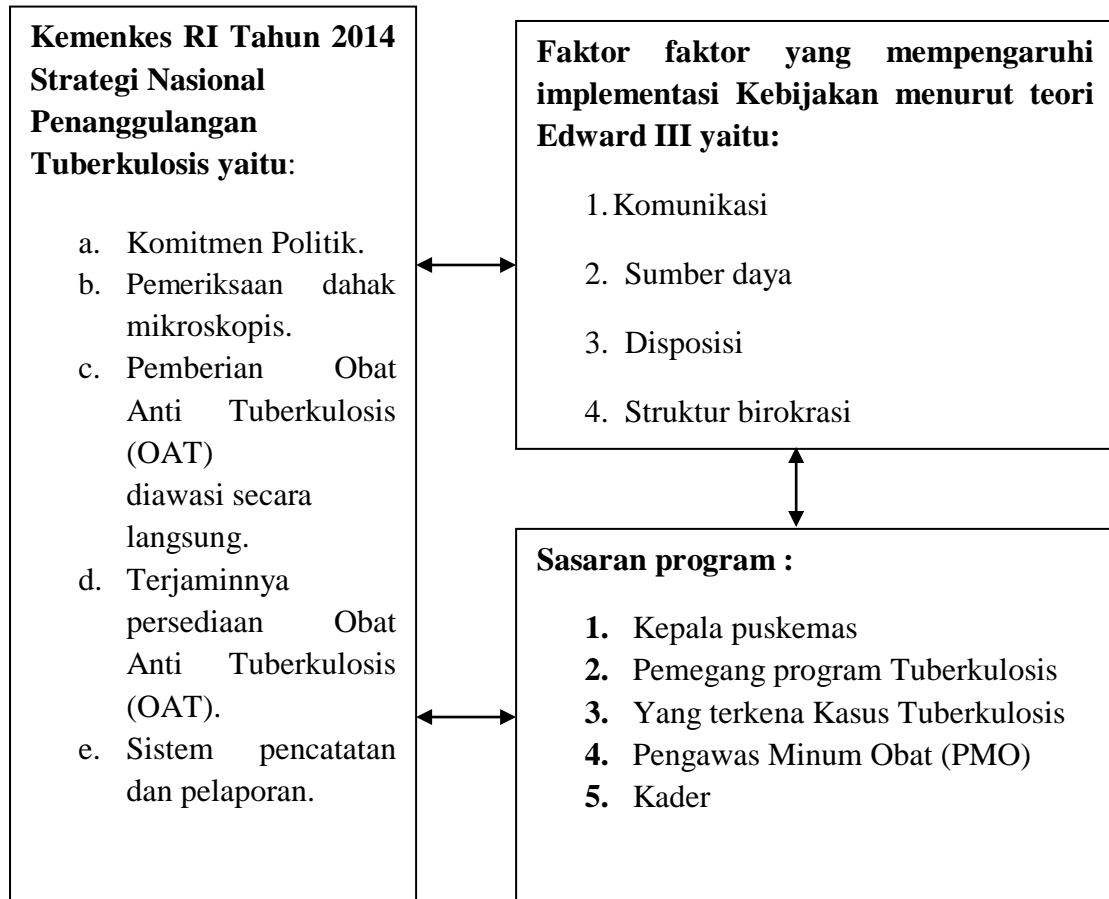 Kemenkes RI Tahun 2014
Strategi Nasional
Penanggulangan
Tuberkulosis yaitu:
a. Komitmen Politik.
b. Pemeriksaan dahak
mikroskopis.
c. Pemberian Obat
Anti Tuberkulosis
(OAT)
diawasi secara
langsung.
d. Terjaminnya
persediaan Obat
Anti Tuberkulosis
(OAT).
e. Sistem pencatatan
dan pelaporan.
Faktor faktor yang mempengaruhi
implementasi Kebijakan menurut teori
Edward III yaitu:
1. Komunikasi
2. Sumber daya
3. Disposisi
4. Struktur birokrasi
Sasaran program :
1. Kepala puskemas
2. Pemegang program Tuberkulosis
3. Yang terkena Kasus Tuberkulosis
4. Pengawas Minum Obat (PMO)
5. Kader